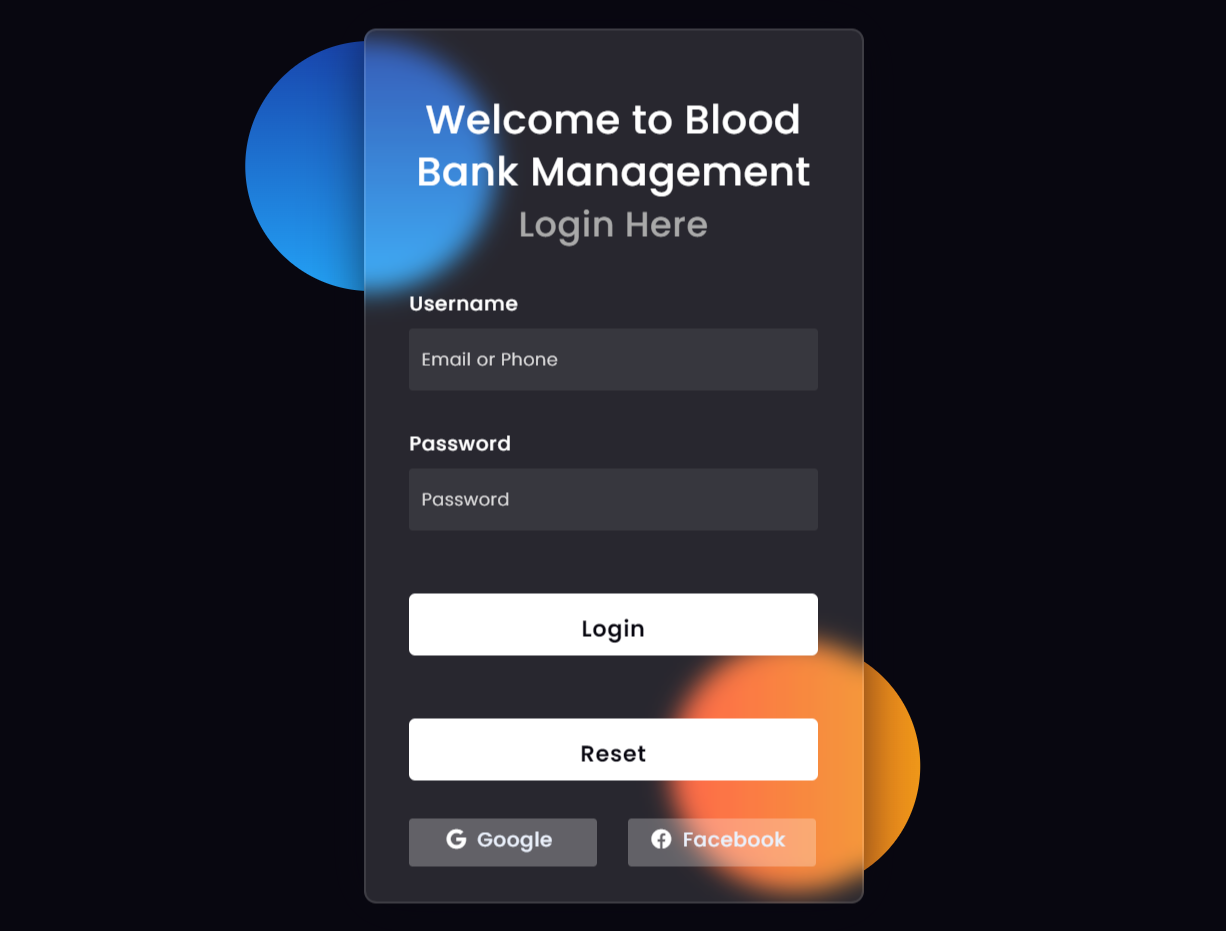 Welcome to Blood
Bank Management
Login Here
Username
Email or Phone
Password
Password
Login
Reset
Google
Facebook